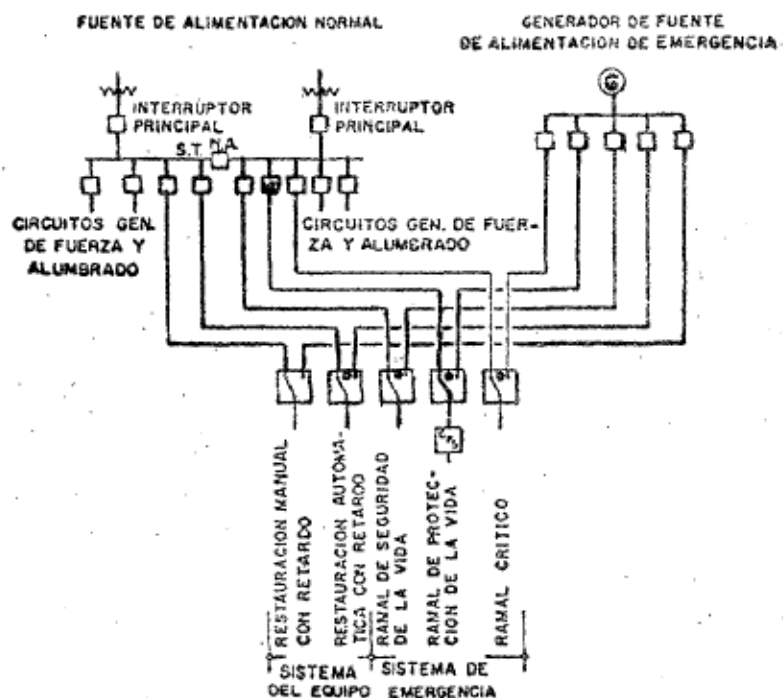 FUENTE DE ALIMENTACION NORMAL
GENERADOR DE FUENTE
DE ALIMENTACION DE EMERGENCIA
G
INTERRUPTOR
PRINCIPAL
INTERRUPTOR
PRINCIPAL
S.T. N.A.
CIRCUITOS GEN.
DE FUERZA Y
ALUMBRADO
CIRCUITOS GEN. DE FUER-
ZA Y ALUMBRADO
RESTAURACION MANUAL
CON RETARDO
RESTAURACION AUTOMA-
TICA CON RETARDO
RAMAL DE SEGURIDAD
DE LA VIDA
RAMAL DE PROTEC-
CION DE LA VIDA
RAMAL CRITICO
SISTEMA
DEL EQUIPO
SISTEMA DE
EMERGENCIA